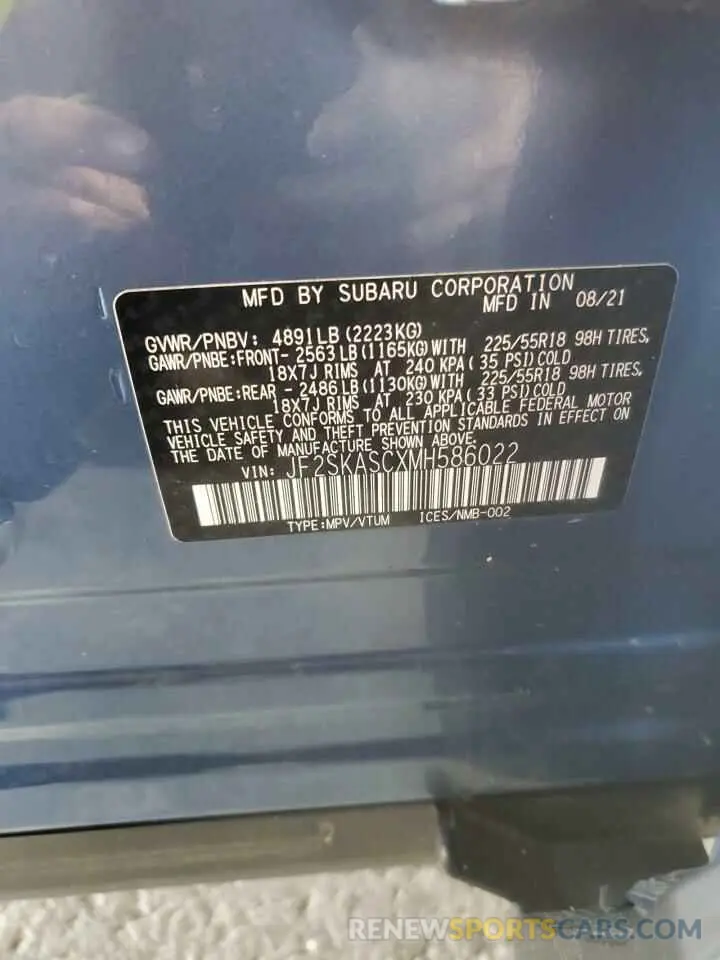 MFD BY SUBARU CORPORATION
MFD IN 08/21
GVWR/PNBV: 4891LB (2223KG)
GAWR/PNBE:FRONT- 2563LB (1165KG)WITH 225/55R18 98H TIRES,
18X7J RIMS AT 240 KPA( 35 PSI)COLD
GAWR/PNBE:REAR - 2486LB (1130KG)WITH 225/55R18 98H TIRES,
18X7J RIMS AT 230 KPA( 33 PSI)COLD
THIS VEHICLE CONFORMS TO ALL APPLICABLE FEDERAL MOTOR
VEHICLE SAFETY AND THEFT PREVENTION STANDARDS IN EFFECT ON
THE DATE OF MANUFACTURE SHOWN ABOVE.
VIN: JF2SKASCXMH586022
TYPE:MPV/VTUM ICES/NMB-002
RENEWSPORTSCARS.COM